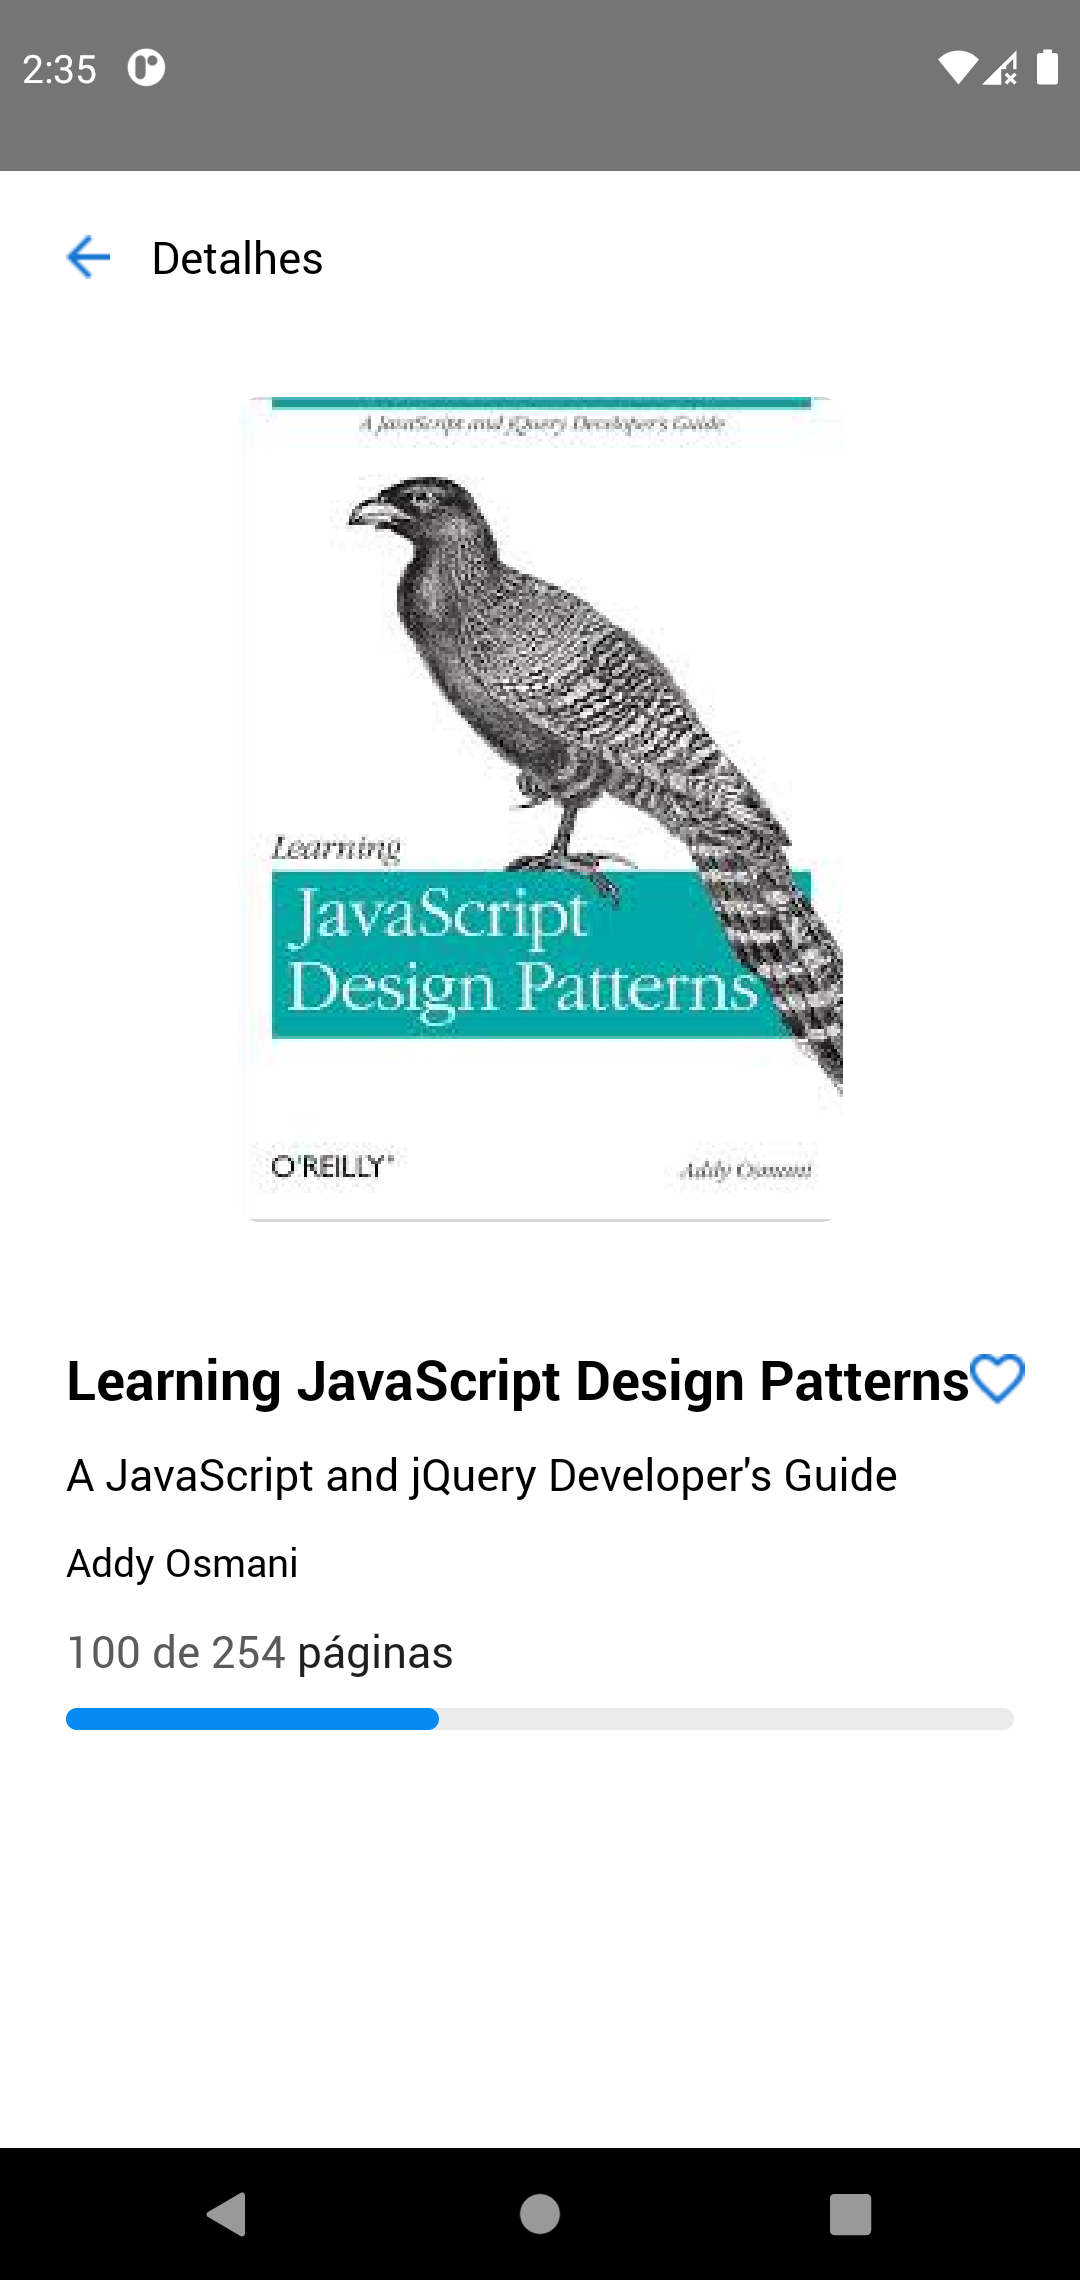 2:35
Detalhes
A JavaScript and jQuery Developer's Guide
Learning
JavaScript
Design Patterns
O'REILLY®
Addy Osmani
Learning JavaScript Design Patterns
A JavaScript and jQuery Developer's Guide
Addy Osmani
100 de 254 páginas